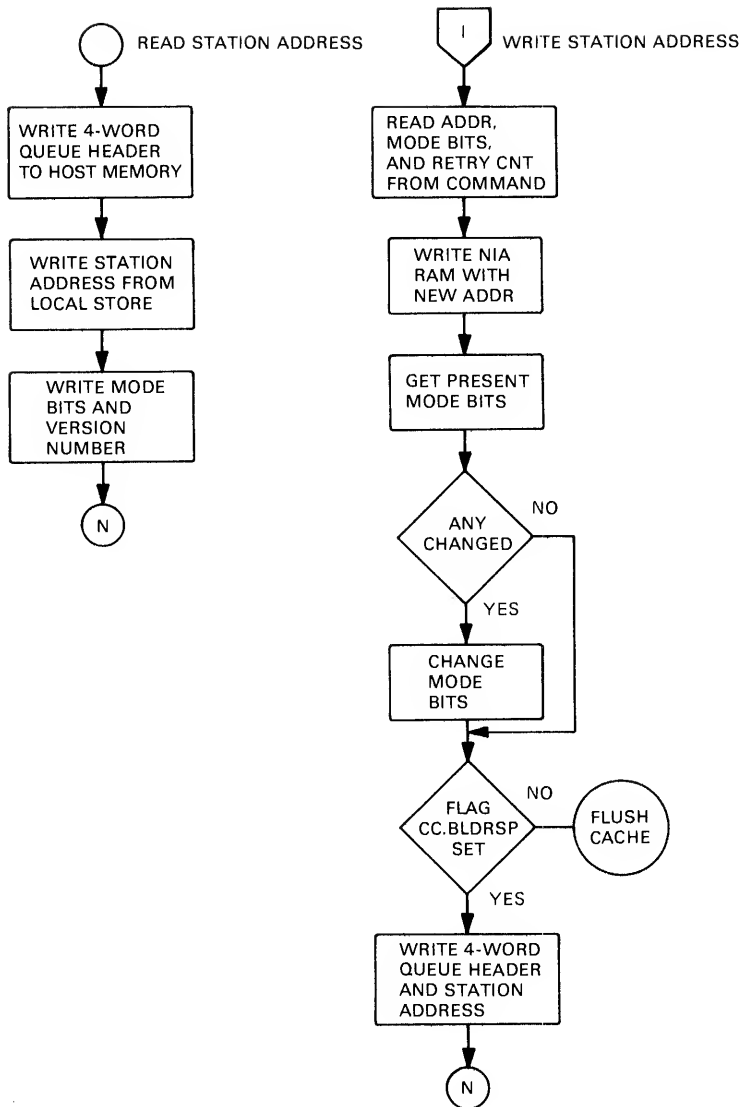 READ STATION ADDRESS
WRITE 4-WORD
QUEUE HEADER
TO HOST MEMORY
WRITE STATION
ADDRESS FROM
LOCAL STORE
WRITE MODE
BITS AND
VERSION
NUMBER
N
I
WRITE STATION ADDRESS
READ ADDR,
MODE BITS,
AND RETRY CNT
FROM COMMAND
WRITE NIA
RAM WITH
NEW ADDR
GET PRESENT
MODE BITS
ANY
CHANGED
NO
YES
CHANGE
MODE
BITS
FLAG
CC.BLDRSP
SET
NO
FLUSH
CACHE
YES
WRITE 4-WORD
QUEUE HEADER
AND STATION
ADDRESS
N